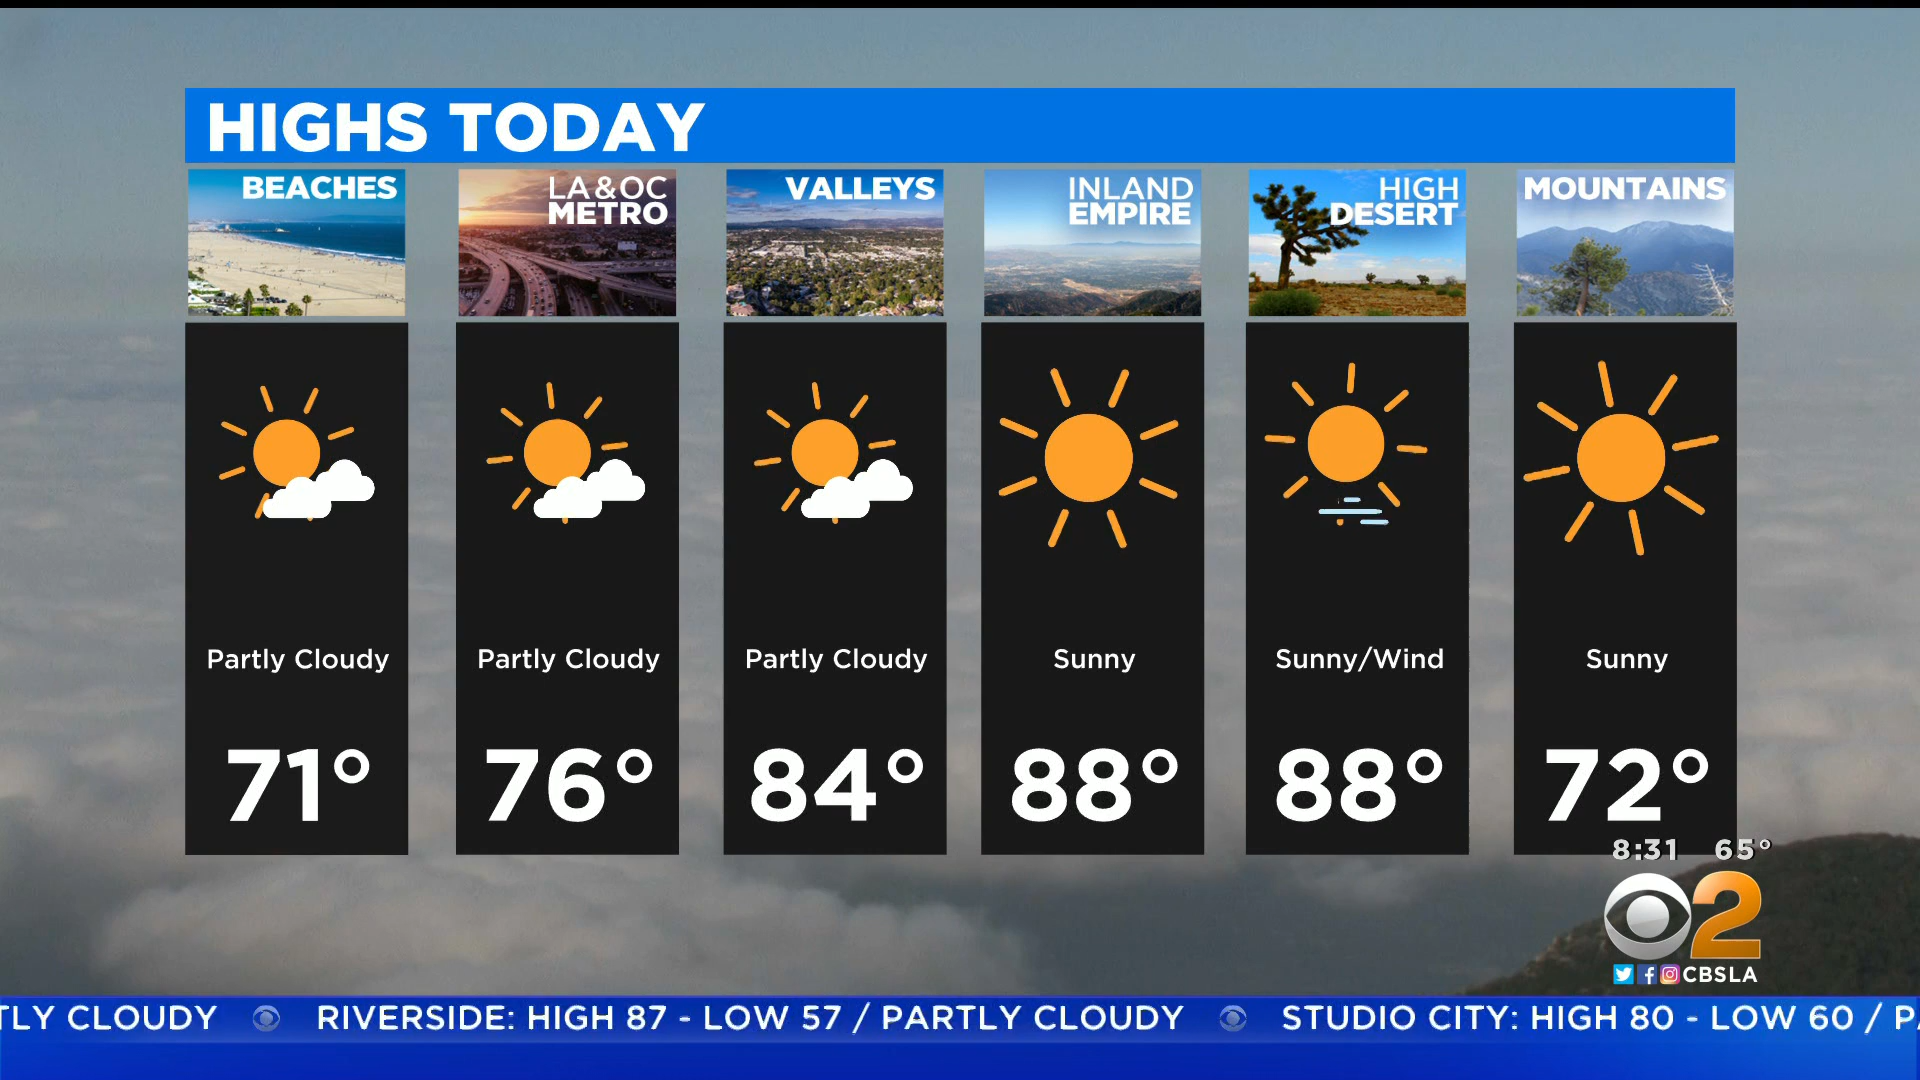 HIGHS TODAY
BEACHES
LA&OC
METRO
VALLEYS
INLAND
EMPIRE
HIGH
DESERT
MOUNTAINS
Partly Cloudy
Partly Cloudy
Partly Cloudy
Sunny
Sunny/Wind
Sunny
71°
76°
84°
88°
88°
72°
8:31 65°
2
CBSLA
TLY CLOUDY RIVERSIDE: HIGH 87 - LOW 57 / PARTLY CLOUDY STUDIO CITY: HIGH 80 - LOW 60 / PA